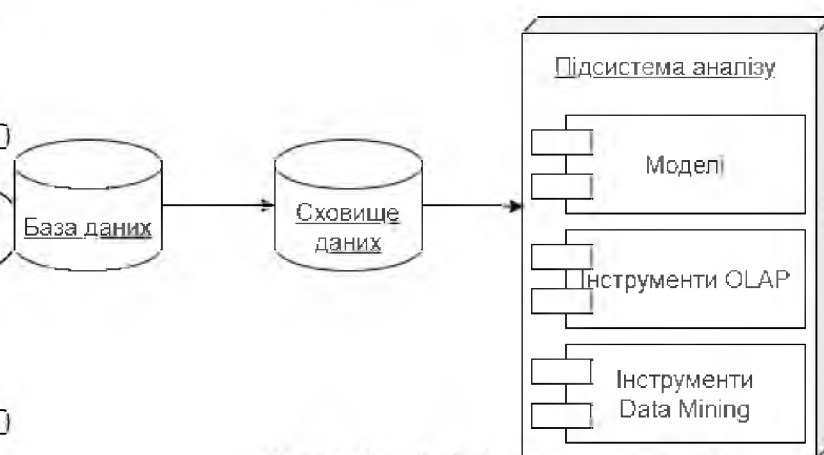 База даних
Сховище
даних
Підсистема аналізу
Моделі
Інструменти OLAP
Інструменти
Data Mining